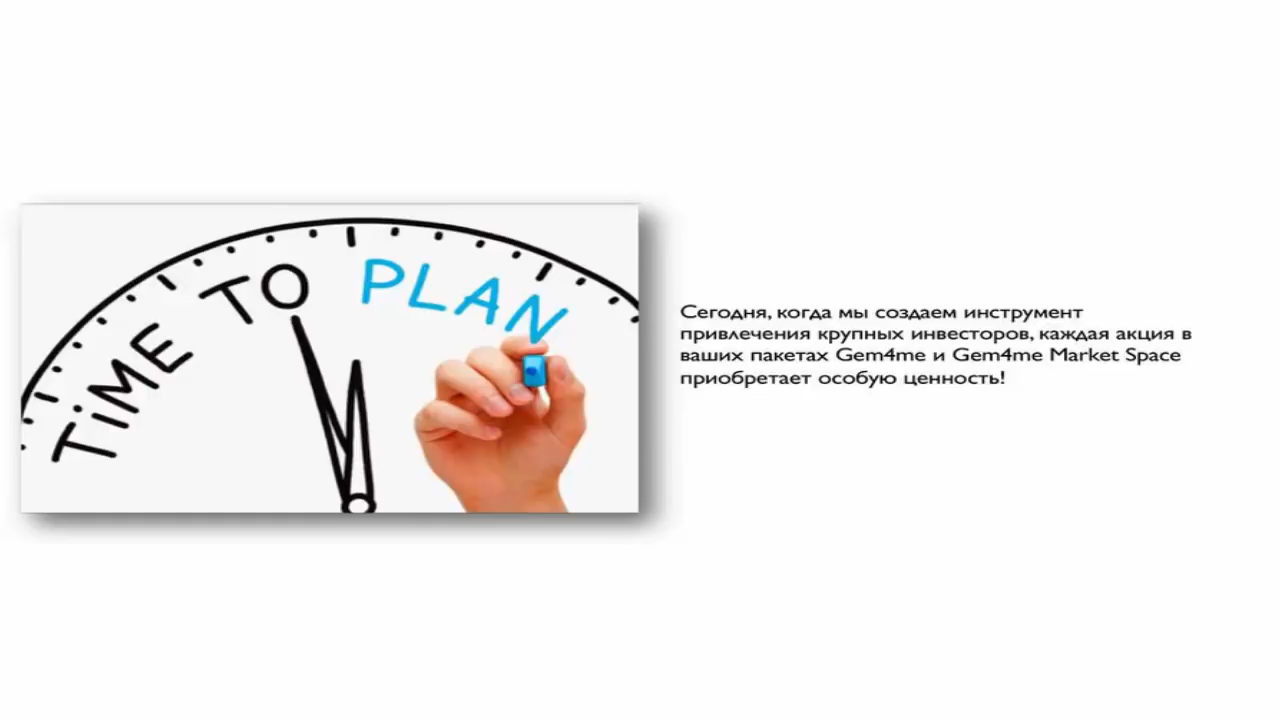 TiME TO PLAN
Сегодня, когда мы создаем инструмент
привлечения крупных инвесторов, каждая акция в
ваших пакетах Gem4me и Gem4me Market Space
приобретает особую ценность!